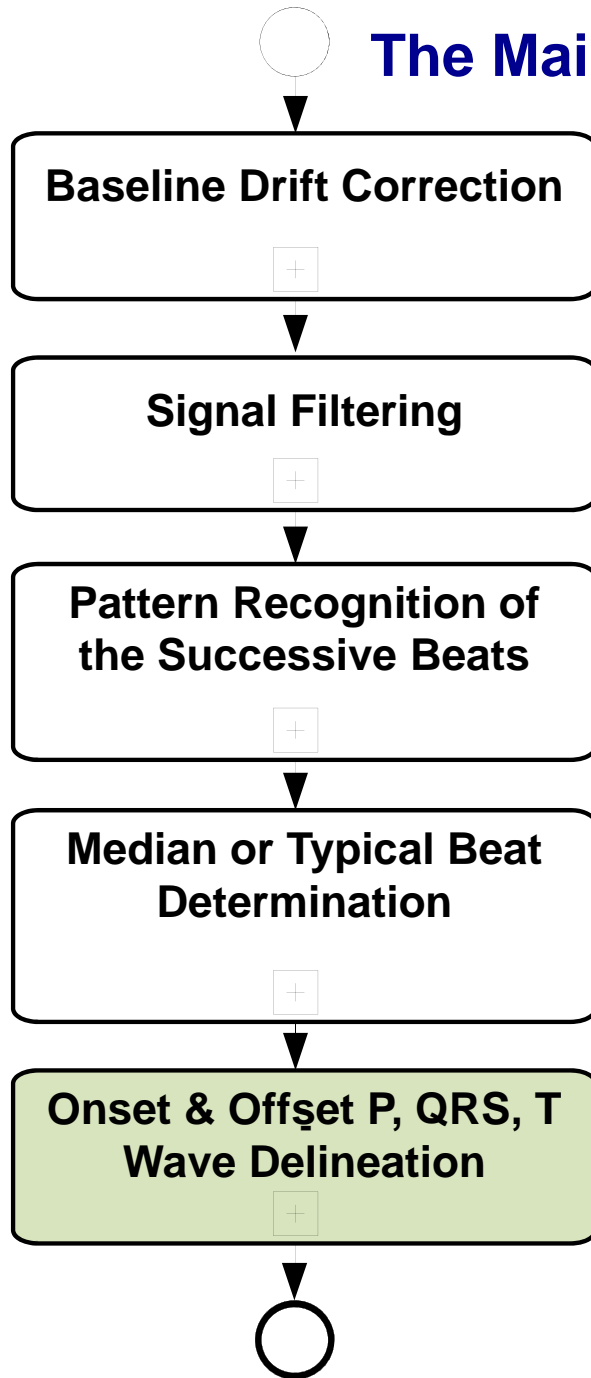 The Mai
Baseline Drift Correction
Signal Filtering
Pattern Recognition of
the Successive Beats
Median or Typical Beat
Determination
Onset & Offset P, QRS, T
Wave Delineation